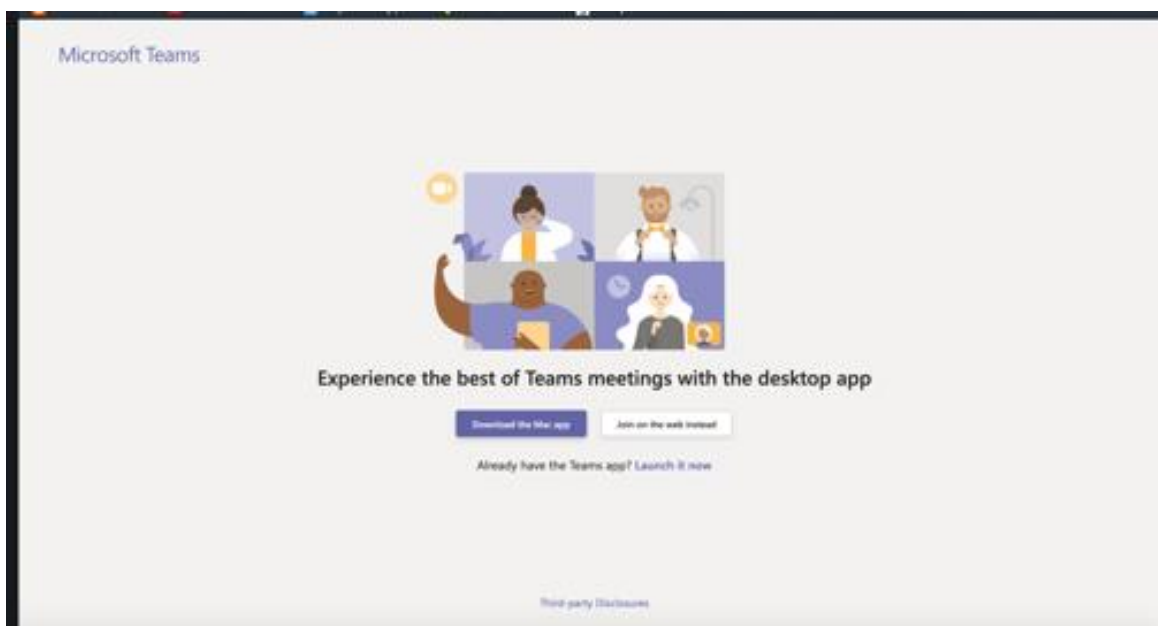 Microsoft Teams
Experience the best of Teams meetings with the desktop app
Download the Mac app
Join on the web instead
Already have the Teams app? Launch it now
Third-party Disclosures